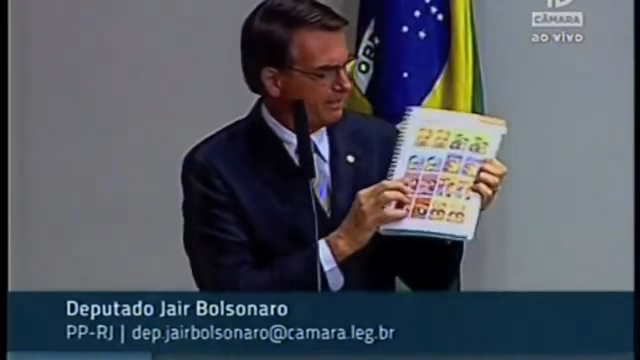 CÂMARA
AO VIVO
Deputado Jair Bolsonaro
PP-RJ | dep.jairbolsonaro@camara.leg.br